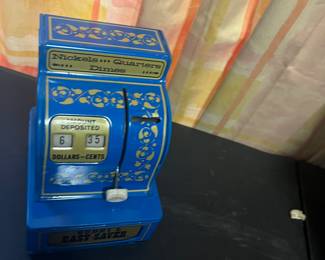 Nickels Quarters
Dimes
AMOUNT
DEPOSITED
6 35
DOLLARS-CENTS
EASY SAVER